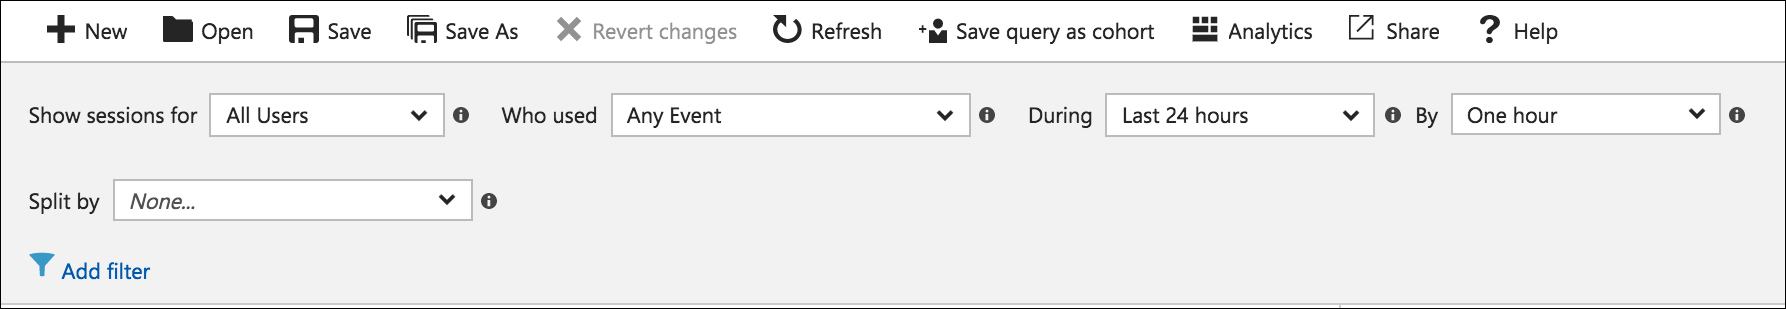 New Open Save Save As Revert changes Refresh Save query as cohort Analytics Share Help
Show sessions for All Users Who used Any Event During Last 24 hours By One hour
Split by None...
Add filter